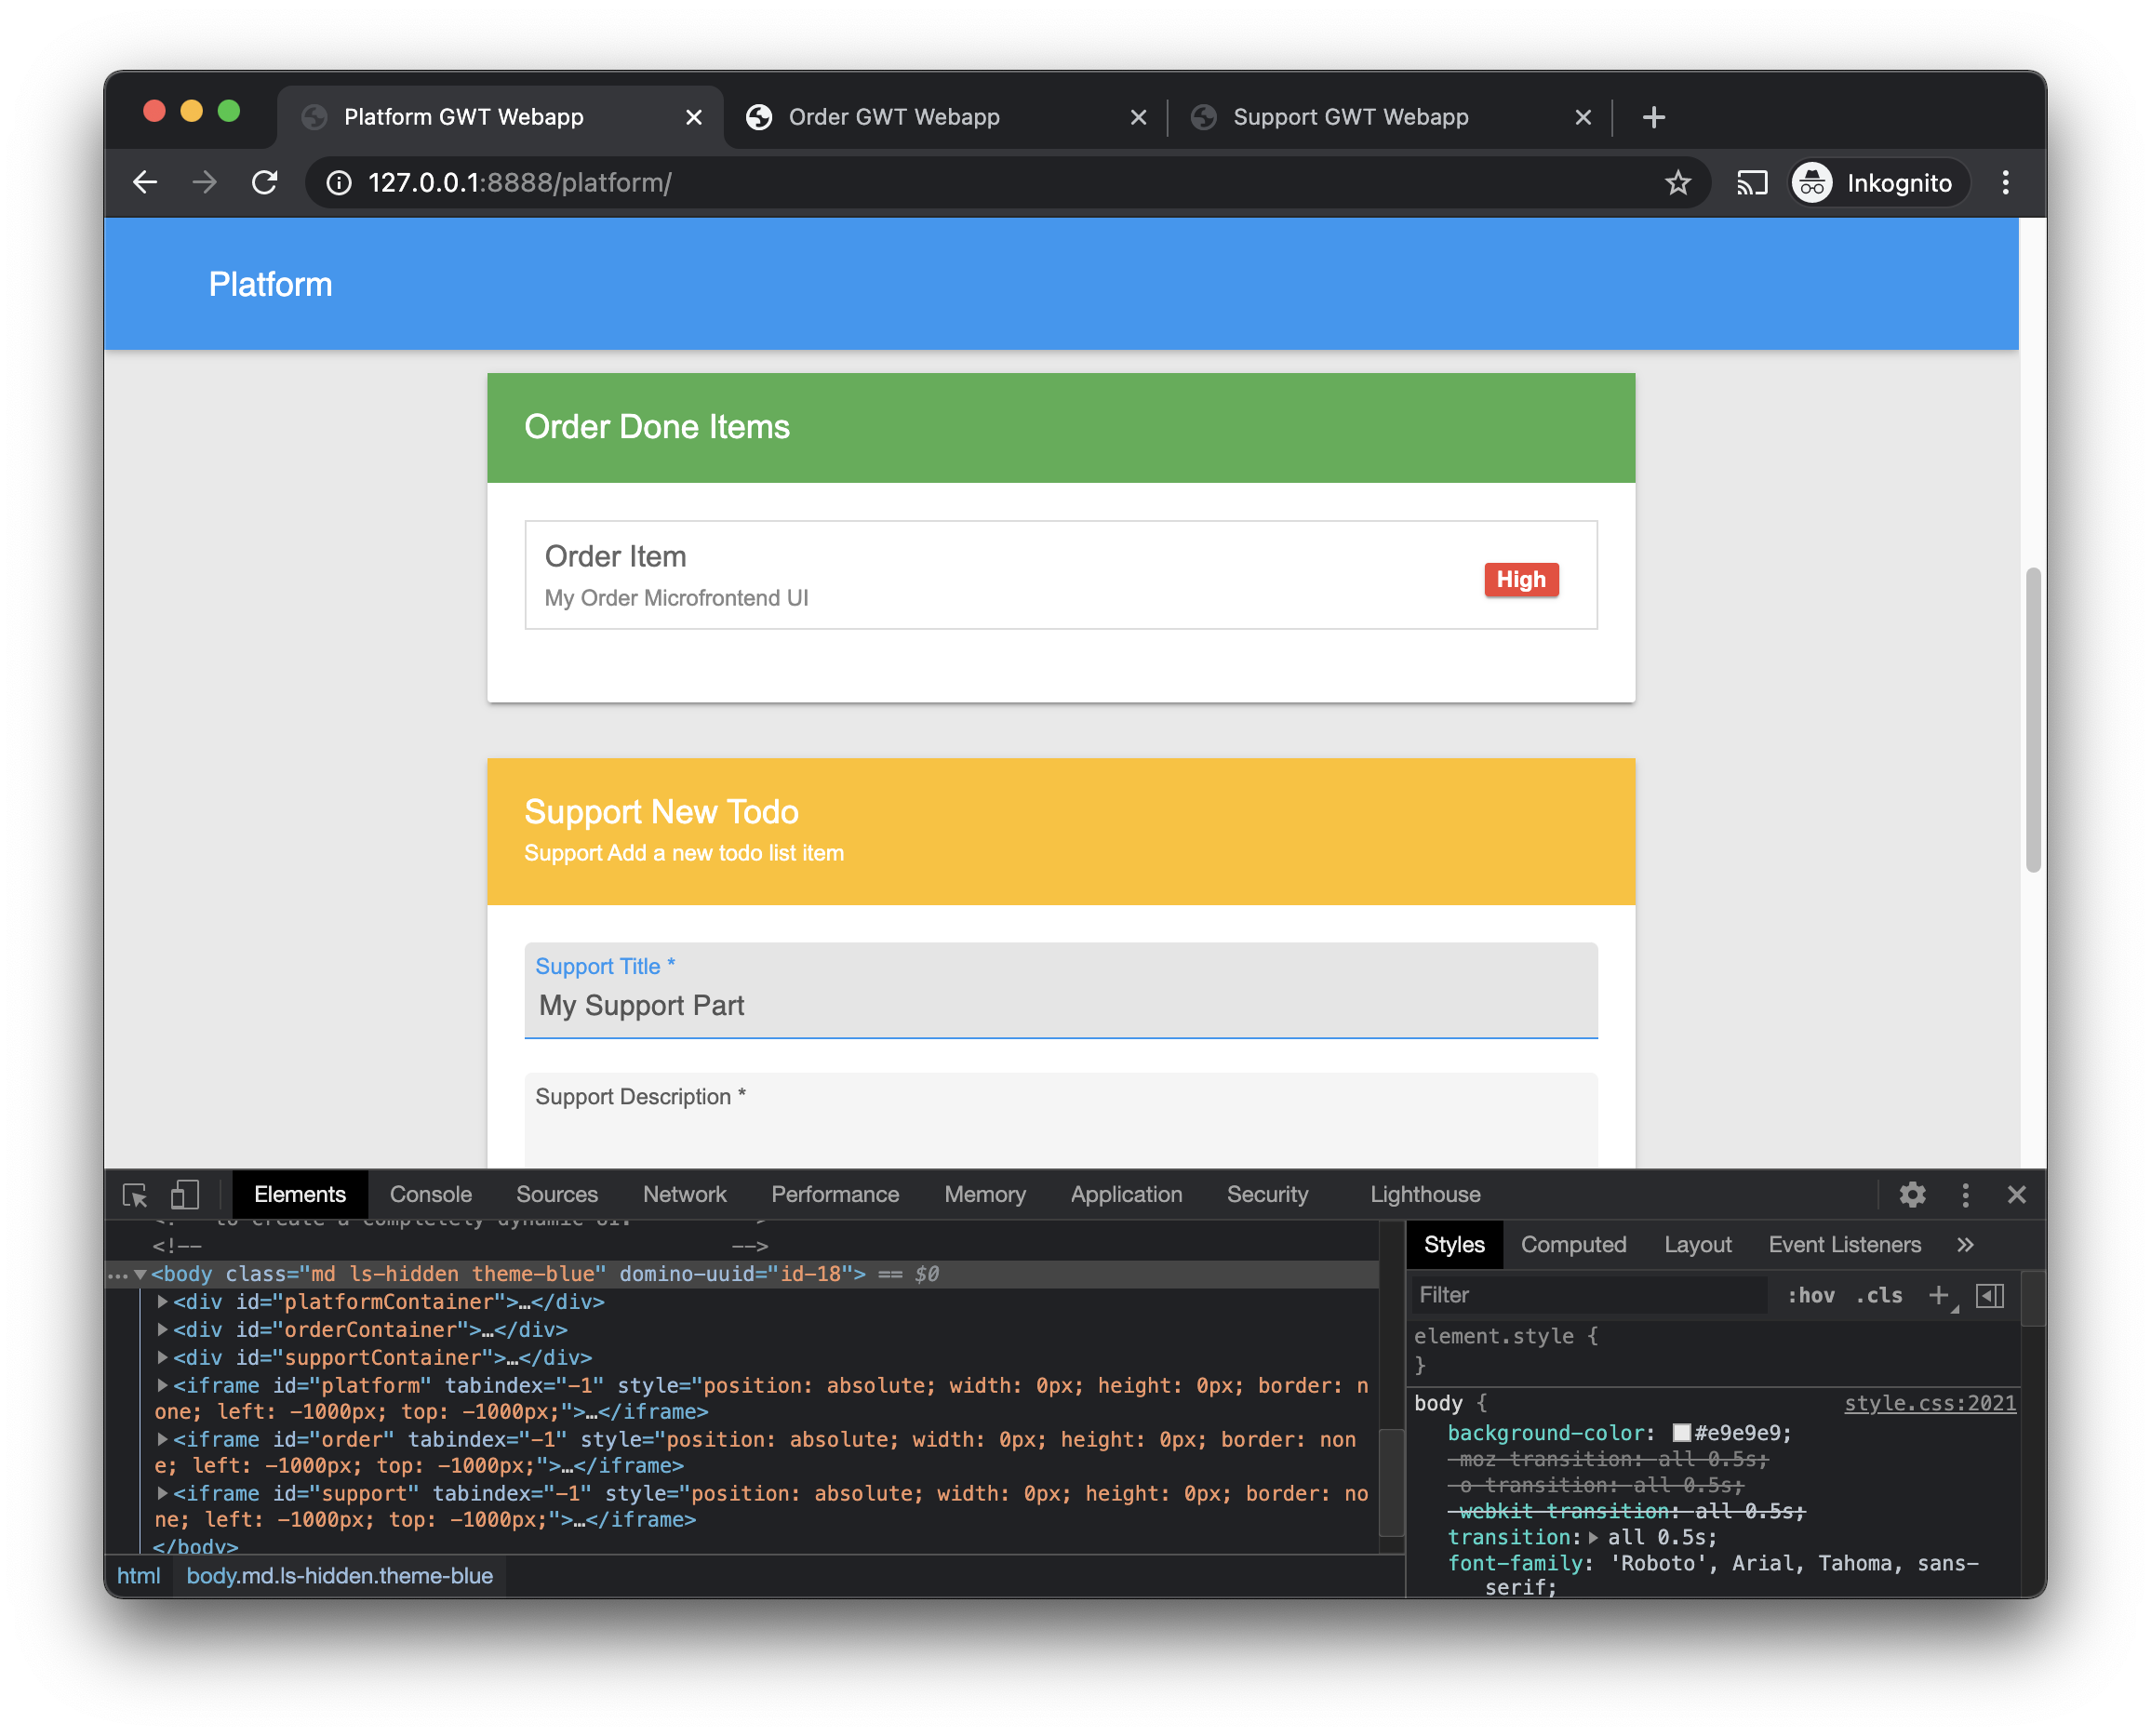 Platform GWT Webapp
Order GWT Webapp
Support GWT Webapp
127.0.0.1:8888/platform/
Inkognito
Platform
Order Done Items
Order Item
My Order Microfrontend UI
High
Support New Todo
Support Add a new todo list item
Support Title *
My Support Part
Support Description *
Elements Console Sources Network Performance Memory Application Security Lighthouse
to create a completely dynamic UI. -->
<!-- -->
… <body class="md ls-hidden theme-blue" domino-uuid="id-18"> == $0
<div id="platformContainer">…</div>
<div id="orderContainer">…</div>
<div id="supportContainer">…</div>
<iframe id="platform" tabindex="-1" style="position: absolute; width: 0px; height: 0px; border: n
one; left: -1000px; top: -1000px;">…</iframe>
<iframe id="order" tabindex="-1" style="position: absolute; width: 0px; height: 0px; border: non
e; left: -1000px; top: -1000px;">…</iframe>
<iframe id="support" tabindex="-1" style="position: absolute; width: 0px; height: 0px; border: no
ne; left: -1000px; top: -1000px;">…</iframe>
</body>
html body.md.ls-hidden.theme-blue
Styles Computed Layout Event Listeners »
Filter :hov .cls +
element.style {
}
body { style.css:2021
background-color: #e9e9e9;
-moz-transition: all 0.5s;
-o-transition: all 0.5s;
-webkit-transition: all 0.5s;
transition: all 0.5s;
font-family: 'Roboto', Arial, Tahoma, sans-
serif;